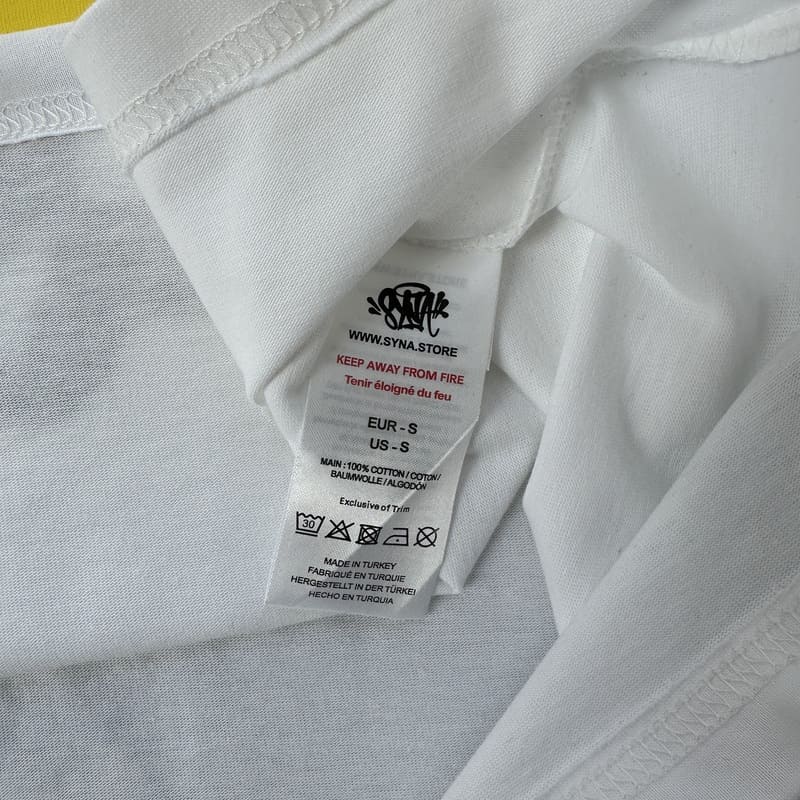 SYNA
WWW.SYNA.STORE
KEEP AWAY FROM FIRE
Tenir éloigné du feu
EUR - S
US - S
MAIN : 100% COTTON / COTON /
BAUMWOLLE / ALGODÓN
Exclusive of Trim
30
MADE IN TURKEY
FABRIQUÉ EN TURQUIE
HERGESTELLT IN DER TÜRKEI
HECHO EN TURQUIA